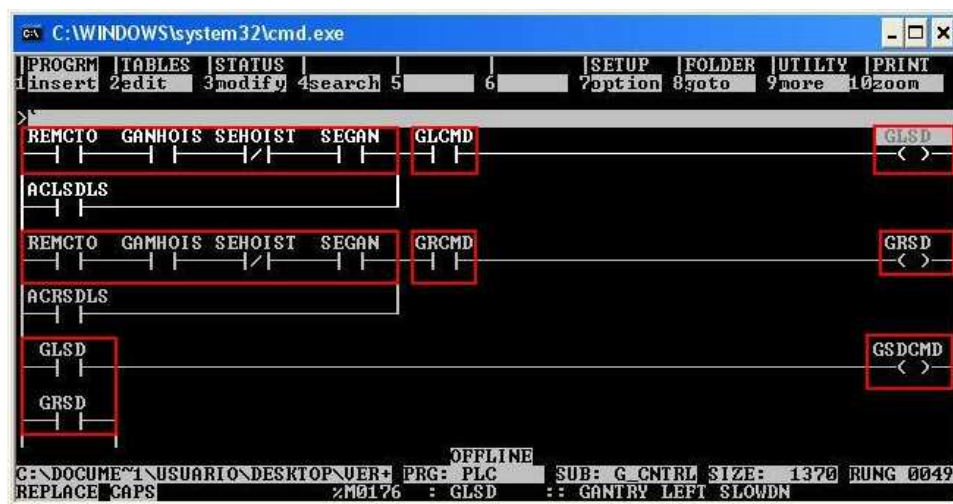 C:\WINDOWS\system32\cmd.exe
|PROGRM |TABLES |STATUS | | | |SETUP |FOLDER |UTILTY |PRINT
1insert 2edit 3modify 4search 5 6 7option 8goto 9more 10zoom
>
REMCTO GANHOIS SEHOIST SEGAN GLCMD GLSD
ACLSDLS
REMCTO GAMHOIS SEHOIST SEGAN GRCMD GRSD
ACRSDLS
GLSD GSDCMD
GRSD
OFFLINE
C:\DOCUME~1\USUARIO\DESKTOP\VER+ PRG: PLC SUB: G_CNTRL SIZE: 1370 RUNG 0049
REPLACE CAPS %M0176 : GLSD :: GANTRY LEFT SLOWDN